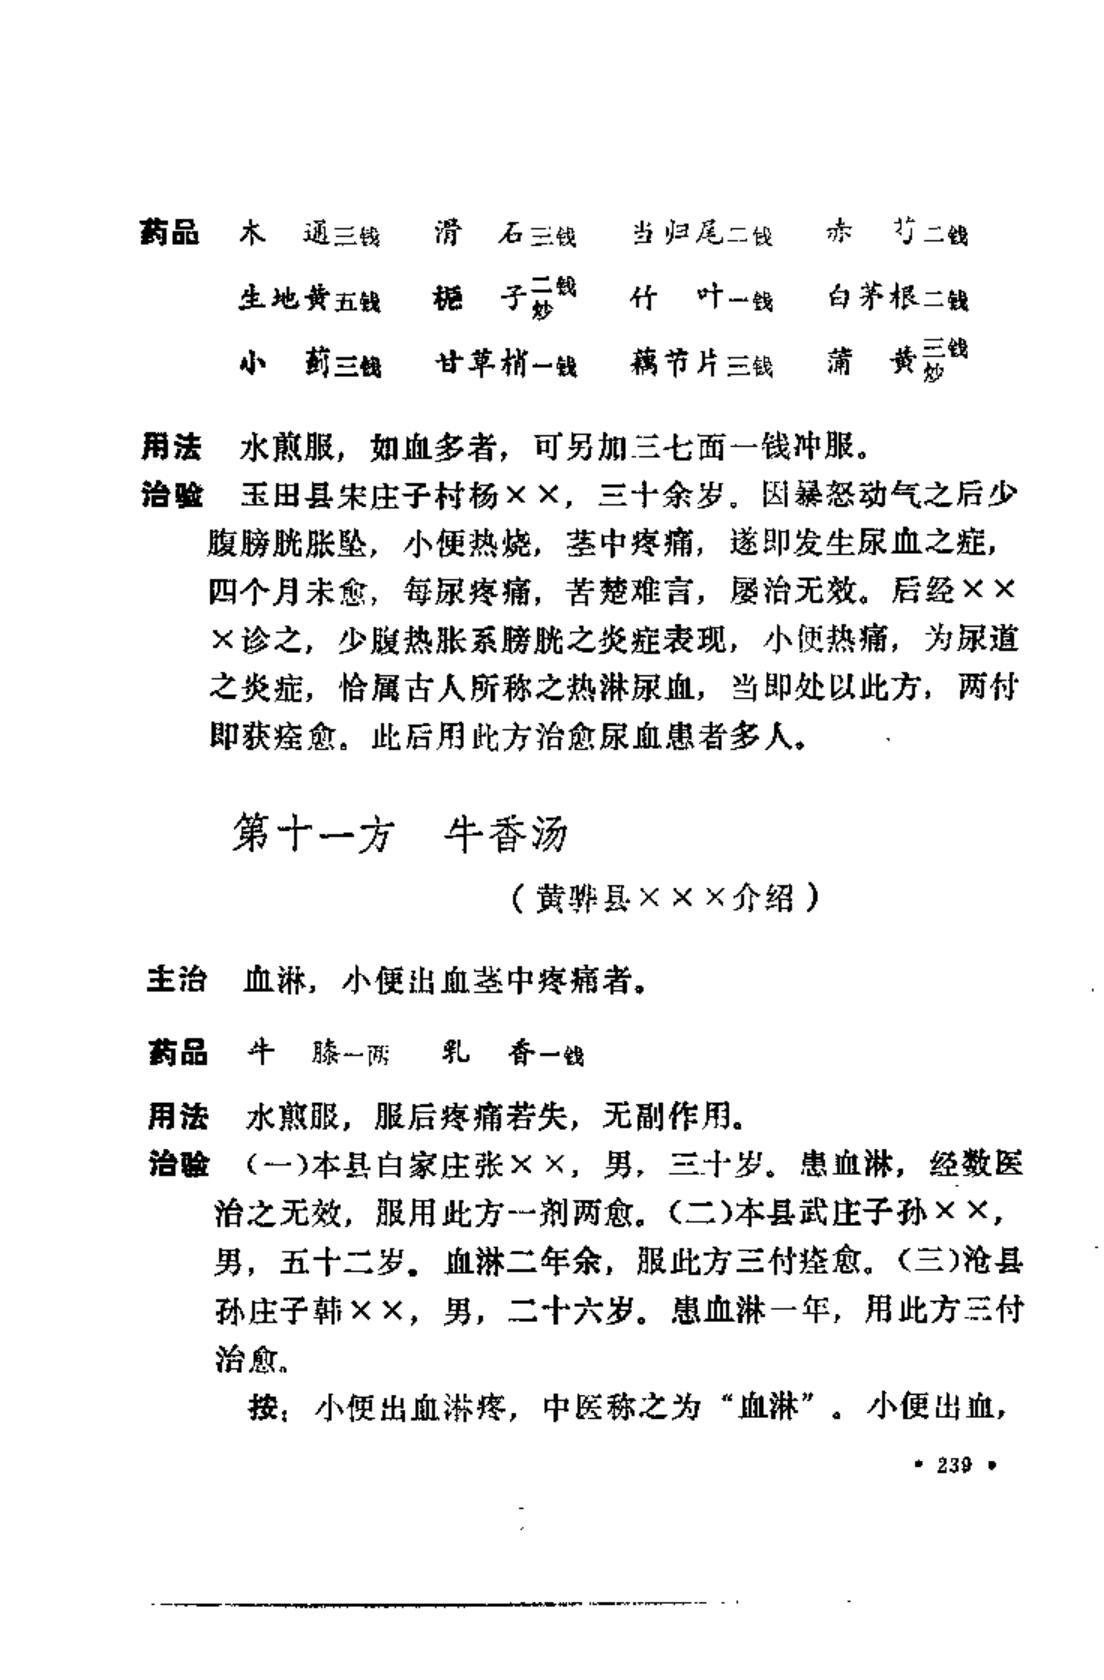 药品 木 通三钱 滑 石三钱 当归尾二钱 赤 芍二钱
生地黄五钱 栀 子二钱炒 竹 叶一钱 白茅根二钱
小 蓟三钱 甘草梢一钱 藕节片三钱 蒲 黄三钱炒
用法 水煎服，如血多者，可另加三七面一钱冲服。
治验 玉田县宋庄子村杨××，三十余岁。因暴怒动气之后少
腹膀胱胀坠，小便热烧，茎中疼痛，遂即发生尿血之症，
四个月未愈，每尿疼痛，苦楚难言，屡治无效。后经××
×诊之，少腹热胀系膀胱之炎症表现，小便热痛，为尿道
之炎症，恰属古人所称之热淋尿血，当即处以此方，两付
即获痊愈。此后用此方治愈尿血患者多人。
第十一方 牛香汤
（黄骅县×××介绍）
主治 血淋，小便出血茎中疼痛者。
药品 牛 膝一两 乳 香一钱
用法 水煎服，服后疼痛若失，无副作用。
治验 （一）本县白家庄张××，男，三十岁。患血淋，经数医
治之无效，服用此方一剂两愈。（二）本县武庄子孙××，
男，五十二岁。血淋二年余，服此方三付痊愈。（三）沧县
孙庄子韩××，男，二十六岁。患血淋一年，用此方三付
治愈。
按：小便出血淋疼，中医称之为“血淋”。小便出血，
• 239 •